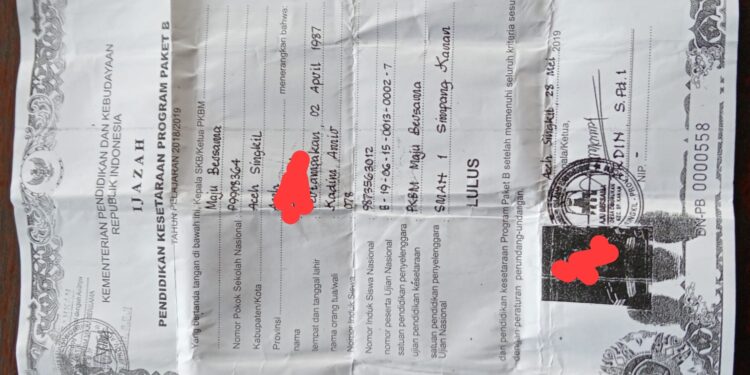 KEMENTERIAN PENDIDIKAN DAN KEBUDAYAAN
REPUBLIK INDONESIA
IJAZAH
PENDIDIKAN KESETARAAN PROGRAM PAKET B
TAHUN PELAJARAN 2018/2019
Yang bertanda tangan di bawah ini, Kepala SKB/Ketua PKBM
Maju Bersama
Nomor Pokok Sekolah Nasional P9908364
Kabupaten/Kota Aceh Singkil
Provinsi menerangkan bahwa:
nama
tempat dan tanggal lahir 02 April 1987
nama orang tua/wali
Nomor Induk Siswa 078
Nomor Induk Siswa Nasional 9873563012
nomor peserta Ujian Nasional B-19-06-15-0013-0002-7
satuan pendidikan penyelenggara
ujian pendidikan kesetaraan PKBM Maju Bersama
satuan pendidikan penyelenggara
Ujian Nasional SMAN 1 Simpang Kanan
LULUS
dari pendidikan kesetaraan Program Paket B setelah memenuhi seluruh kriteria sesu
dengan peraturan perundang-undangan.
Aceh Singkil, 28 Mei 2019
Kepala/Ketua,
S.Pd.I
NIP
DN-PB 0000558